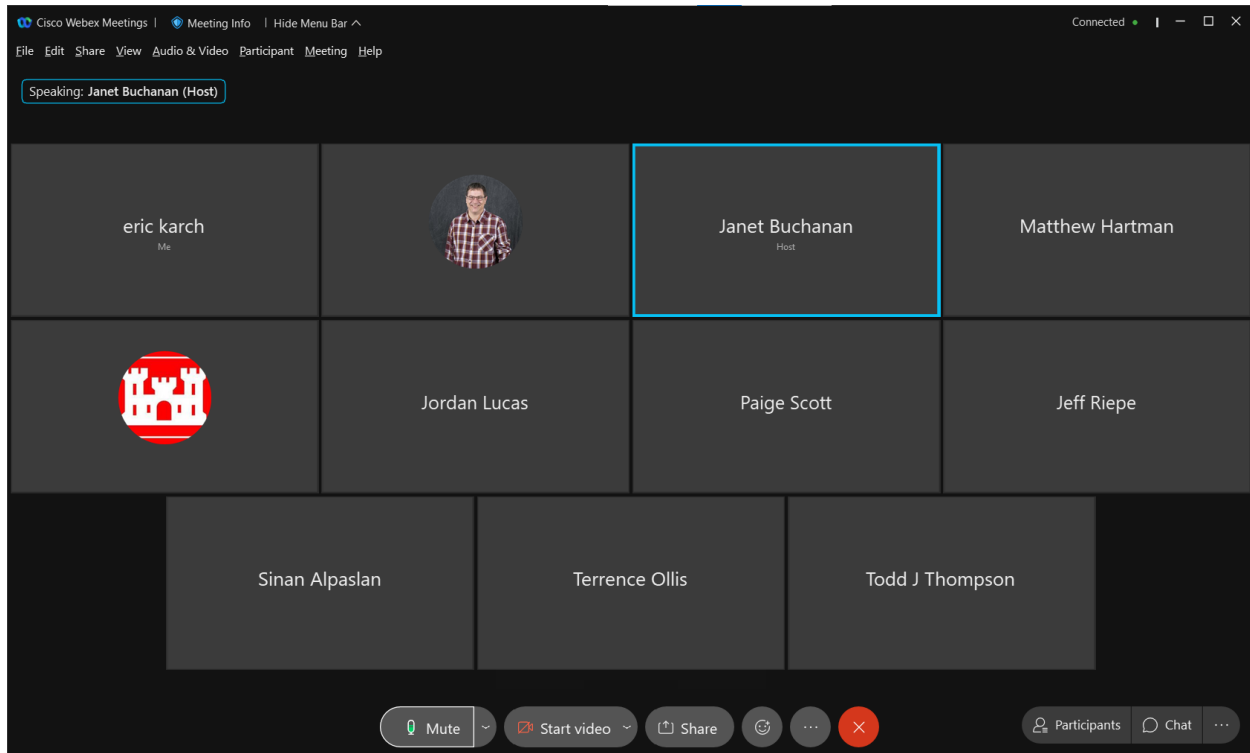 Cisco Webex Meetings | Meeting Info | Hide Menu Bar Connected
File Edit Share View Audio & Video Participant Meeting Help
Speaking: Janet Buchanan (Host)
eric karch
Me
Janet Buchanan
Host
Matthew Hartman
Jordan Lucas
Paige Scott
Jeff Riepe
Sinan Alpaslan
Terrence Ollis
Todd J Thompson
Mute Start video Share Participants Chat